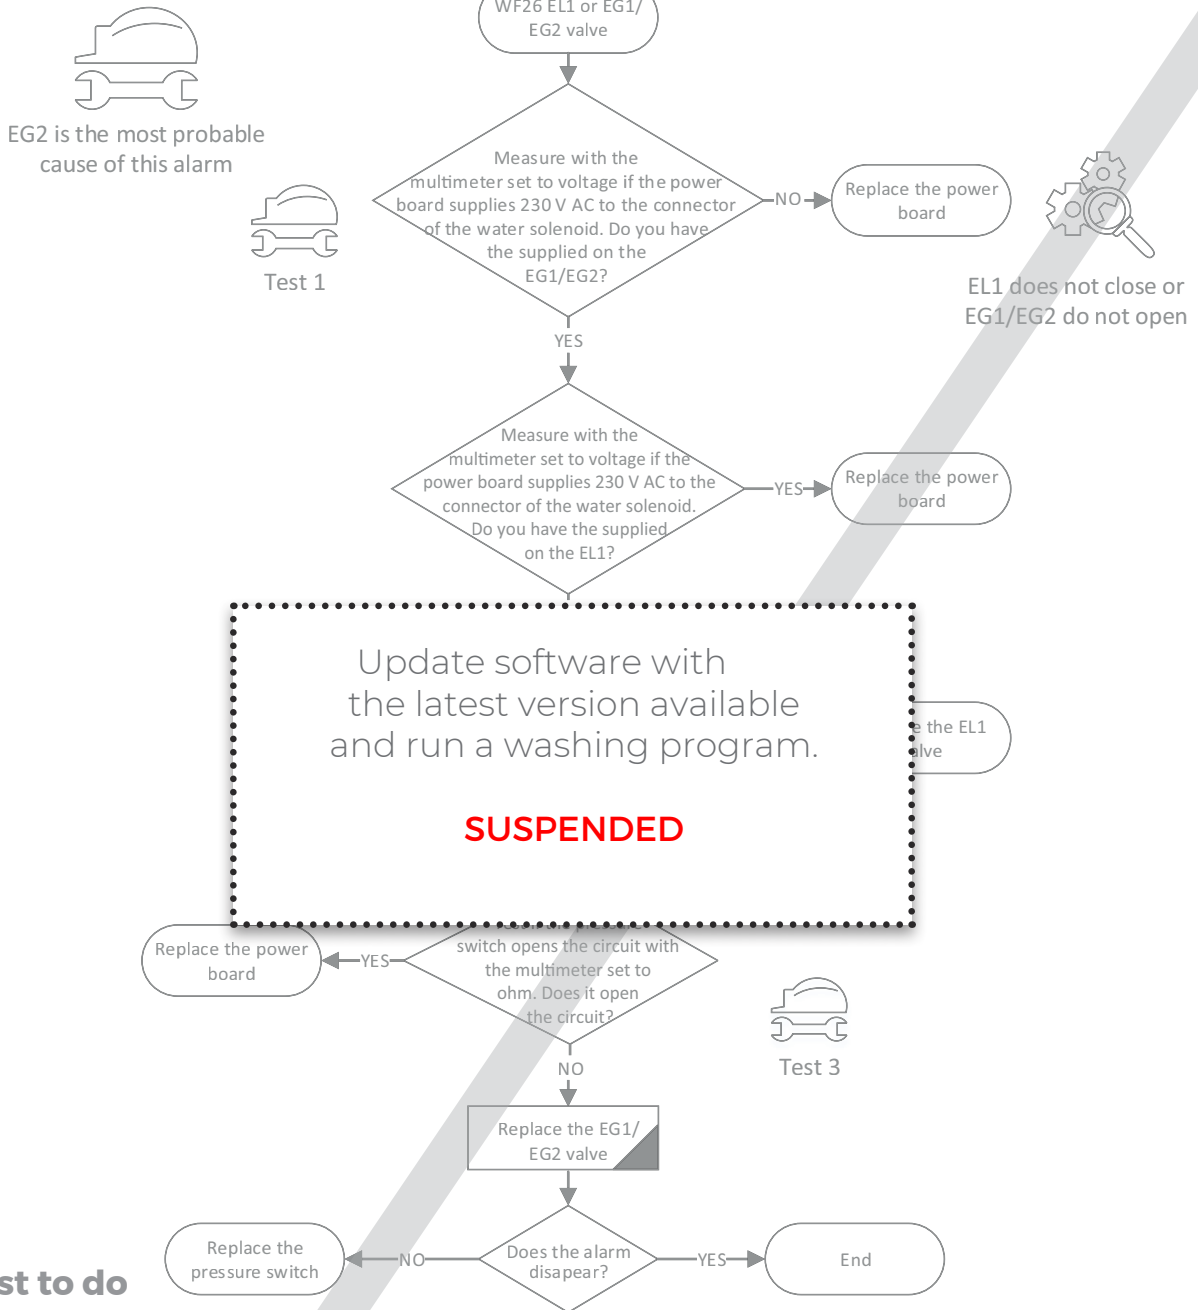 WF26 EL1 or EG1/
EG2 valve
EG2 is the most probable
cause of this alarm
Measure with the
multimeter set to voltage if the power
board supplies 230 V AC to the connector
of the water solenoid. Do you have
the supplied on the
EG1/EG2?
NO
Replace the power
board
Test 1
EL1 does not close or
EG1/EG2 do not open
YES
Measure with the
multimeter set to voltage if the
power board supplies 230 V AC to the
connector of the water solenoid.
Do you have the supplied
on the EL1?
YES
Replace the power
board
Update software with
the latest version available
and run a washing program.
SUSPENDED
the EL1
switch opens the circuit with
the multimeter set to
ohm. Does it open
the circuit?
YES
Replace the power
board
Test 3
NO
Replace the EG1/
EG2 valve
Does the alarm
disapear?
NO
Replace the
pressure switch
YES
End
to do